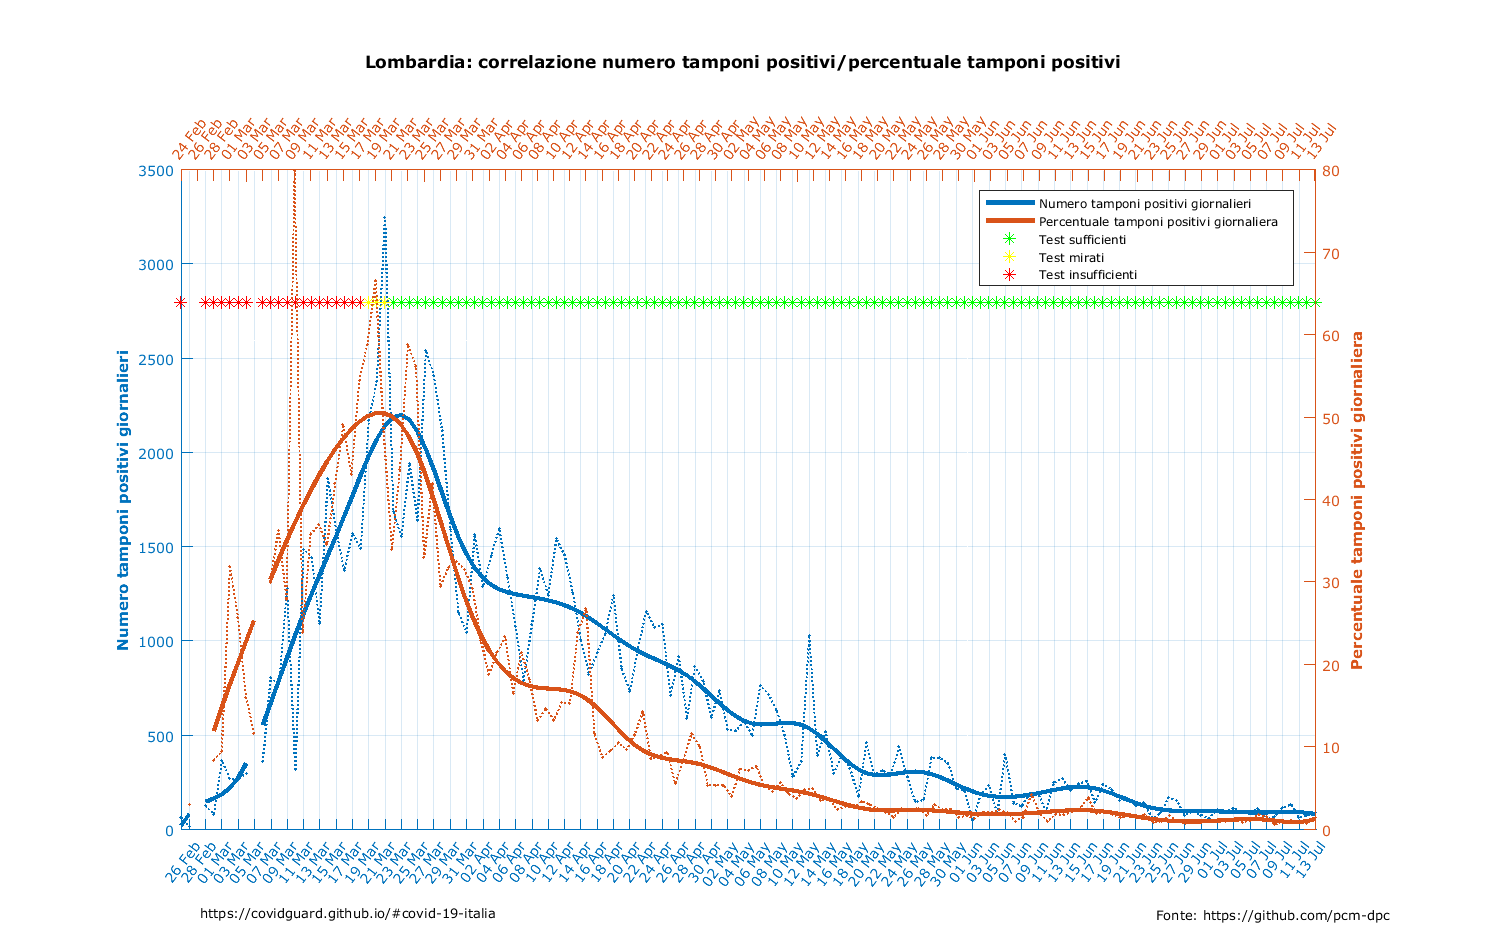 Lombardia: correlazione numero tamponi positivi/percentuale tamponi positivi
24 Feb
26 Feb
28 Feb
01 Mar
03 Mar
05 Mar
07 Mar
09 Mar
11 Mar
13 Mar
15 Mar
17 Mar
19 Mar
21 Mar
23 Mar
25 Mar
27 Mar
29 Mar
31 Mar
02 Apr
04 Apr
06 Apr
08 Apr
10 Apr
12 Apr
14 Apr
16 Apr
18 Apr
20 Apr
22 Apr
24 Apr
26 Apr
28 Apr
30 Apr
02 May
04 May
06 May
08 May
10 May
12 May
14 May
16 May
18 May
20 May
22 May
24 May
26 May
28 May
30 May
01 Jun
03 Jun
05 Jun
07 Jun
09 Jun
11 Jun
13 Jun
15 Jun
17 Jun
19 Jun
21 Jun
23 Jun
25 Jun
27 Jun
29 Jun
01 Jul
03 Jul
05 Jul
07 Jul
09 Jul
11 Jul
13 Jul
Numero tamponi positivi giornalieri
3500
3000
2500
2000
1500
1000
500
0
Numero tamponi positivi giornalieri
Percentuale tamponi positivi giornaliera
Test sufficienti
Test mirati
Test insufficienti
80
70
60
50
40
30
20
10
0
Percentuale tamponi positivi giornaliera
26 Feb
28 Feb
01 Mar
03 Mar
05 Mar
07 Mar
09 Mar
11 Mar
13 Mar
15 Mar
17 Mar
19 Mar
21 Mar
23 Mar
25 Mar
27 Mar
29 Mar
31 Mar
02 Apr
04 Apr
06 Apr
08 Apr
10 Apr
12 Apr
14 Apr
16 Apr
18 Apr
20 Apr
22 Apr
24 Apr
26 Apr
28 Apr
30 Apr
02 May
04 May
06 May
08 May
10 May
12 May
14 May
16 May
18 May
20 May
22 May
24 May
26 May
28 May
30 May
01 Jun
03 Jun
05 Jun
07 Jun
09 Jun
11 Jun
13 Jun
15 Jun
17 Jun
19 Jun
21 Jun
23 Jun
25 Jun
27 Jun
29 Jun
01 Jul
03 Jul
05 Jul
07 Jul
09 Jul
11 Jul
13 Jul
https://covidguard.github.io/#covid-19-italia
Fonte: https://github.com/pcm-dpc